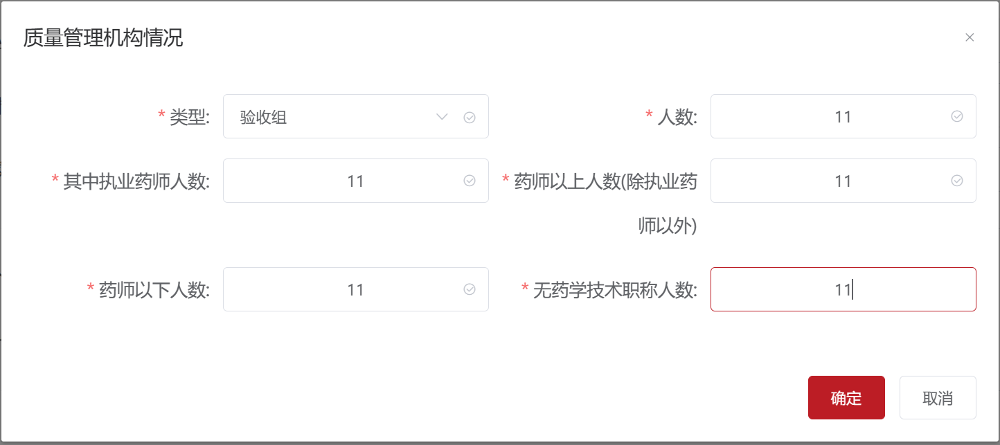 质量管理机构情况
* 类型: 验收组
* 人数: 11
* 其中执业药师人数: 11
* 药师以上人数(除执业药
师以外) 11
* 药师以下人数: 11
* 无药学技术职称人数: 11
确定 取消